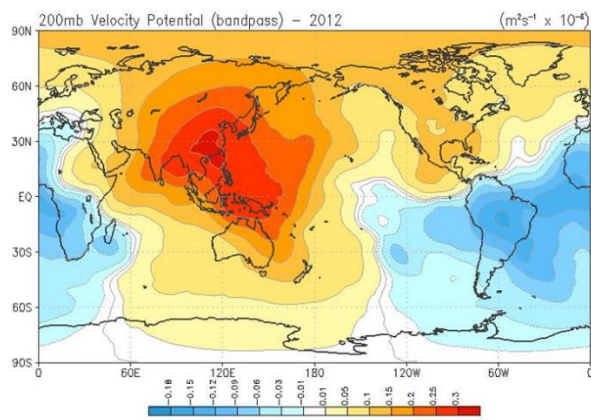 200mb Velocity Potential (bandpass) – 2012 (m²s⁻¹ x 10⁻⁶)
90N
60N
30N
EQ
30S
60S
90S
0 60E 120E 180 120W 60W 0
-0.18 -0.15 -0.12 -0.09 -0.06 -0.03 -0.01 0.01 0.05 0.1 0.15 0.2 0.25 0.3